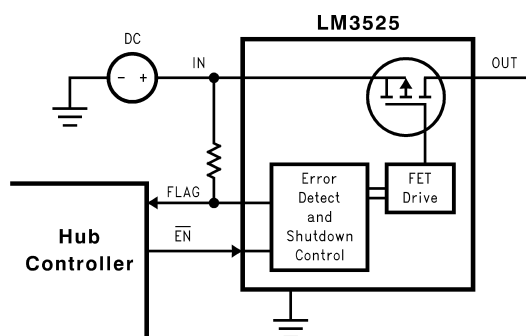 LM3525
DC
IN
OUT
- +
FLAG
EN
Hub
Controller
Error
Detect
and
Shutdown
Control
FET
Drive